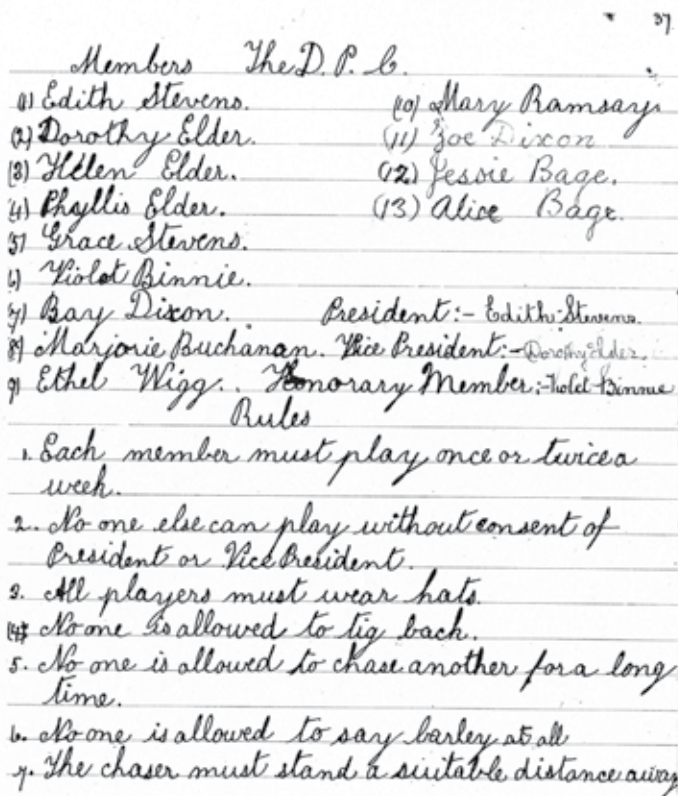 37
Members The D. P. C.
(1) Edith Stevens. (10) Mary Ramsay.
(2) Dorothy Elder. (11) Zoe Dixon
(3) Helen Elder. (12) Jessie Bage.
(4) Phyllis Elder. (13) Alice Bage.
(5) Grace Stevens.
(6) Violet Binnie.
(7) Bay Dixon. President:- Edith Stevens.
(8) Marjorie Buchanan. Vice President:- Dorothy Elder.
9) Ethel Wigg. Honorary Member:- Violet Binnie
Rules
1. Each member must play once or twice a
week.
2. No one else can play without consent of
President or Vice President.
3. All players must wear hats.
(4) No one is allowed to tig back.
5. No one is allowed to chase another for a long
time.
6. No one is allowed to say barley at all
7. The chaser must stand a suitable distance away